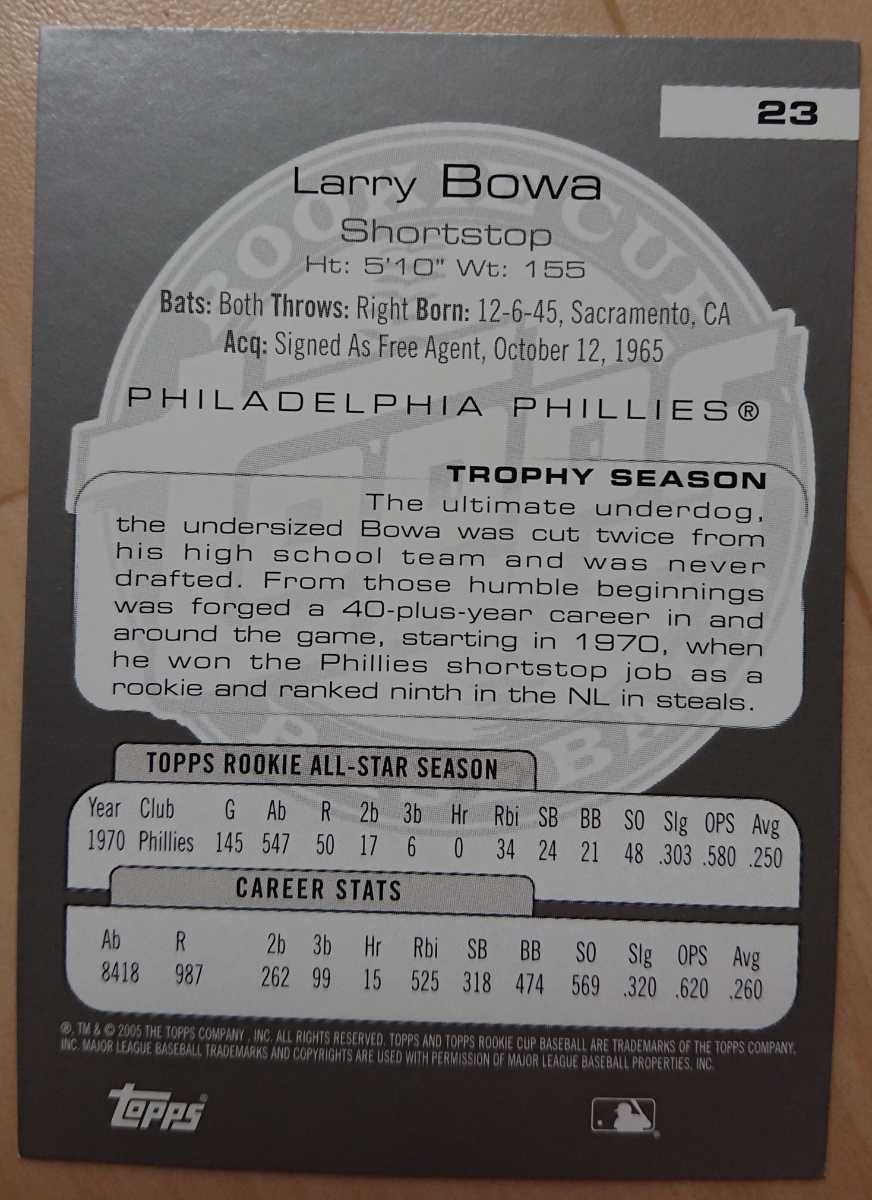 23
Larry Bowa
Shortstop
Ht: 5'10" Wt: 155
Bats: Both Throws: Right Born: 12-6-45, Sacramento, CA
Acq: Signed As Free Agent, October 12, 1965
PHILADELPHIA PHILLIES®
TROPHY SEASON
The ultimate underdog,
the undersized Bowa was cut twice from
his high school team and was never
drafted. From those humble beginnings
was forged a 40-plus-year career in and
around the game, starting in 1970, when
he won the Phillies shortstop job as a
rookie and ranked ninth in the NL in steals.
TOPPS ROOKIE ALL-STAR SEASON
Year Club G Ab R 2b 3b Hr Rbi SB BB SO Slg OPS Avg
1970 Phillies 145 547 50 17 6 0 34 24 21 48 .303 .580 .250
CAREER STATS
Ab R 2b 3b Hr Rbi SB BB SO Slg OPS Avg
8418 987 262 99 15 525 318 474 569 .320 .620 .260
®, TM & © 2005 THE TOPPS COMPANY, INC. ALL RIGHTS RESERVED. TOPPS AND TOPPS ROOKIE CUP BASEBALL ARE TRADEMARKS OF THE TOPPS COMPANY,
INC. MAJOR LEAGUE BASEBALL TRADEMARKS AND COPYRIGHTS ARE USED WITH PERMISSION OF MAJOR LEAGUE BASEBALL PROPERTIES, INC.
Topps